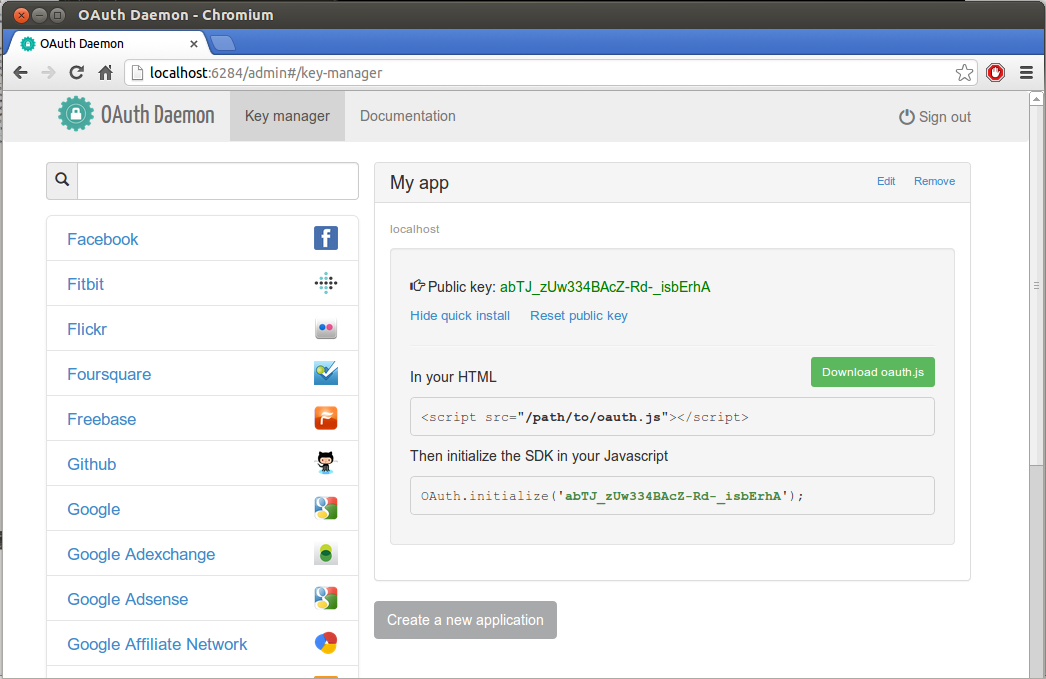 OAuth Daemon - Chromium
OAuth Daemon
localhost:6284/admin#/key-manager
OAuth Daemon
Key manager
Documentation
Sign out
Facebook
Fitbit
Flickr
Foursquare
Freebase
Github
Google
Google Adexchange
Google Adsense
Google Affiliate Network
My app
Edit
Remove
localhost
Public key: abTJ_zUw334BAcZ-Rd-_isbErhA
Hide quick install
Reset public key
In your HTML
Download oauth.js
<script src="/path/to/oauth.js"></script>
Then initialize the SDK in your Javascript
OAuth.initialize('abTJ_zUw334BAcZ-Rd-_isbErhA');
Create a new application